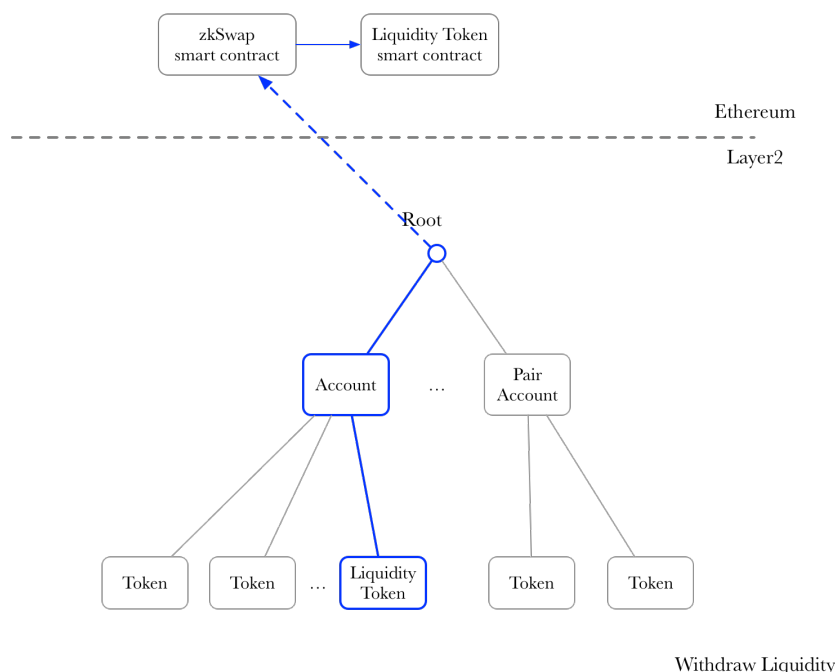 zkSwap
smart contract
Liquidity Token
smart contract
Ethereum
Layer2
Root
Account
...
Pair
Account
Token
Token
...
Liquidity
Token
Token
Token
Withdraw Liquidity